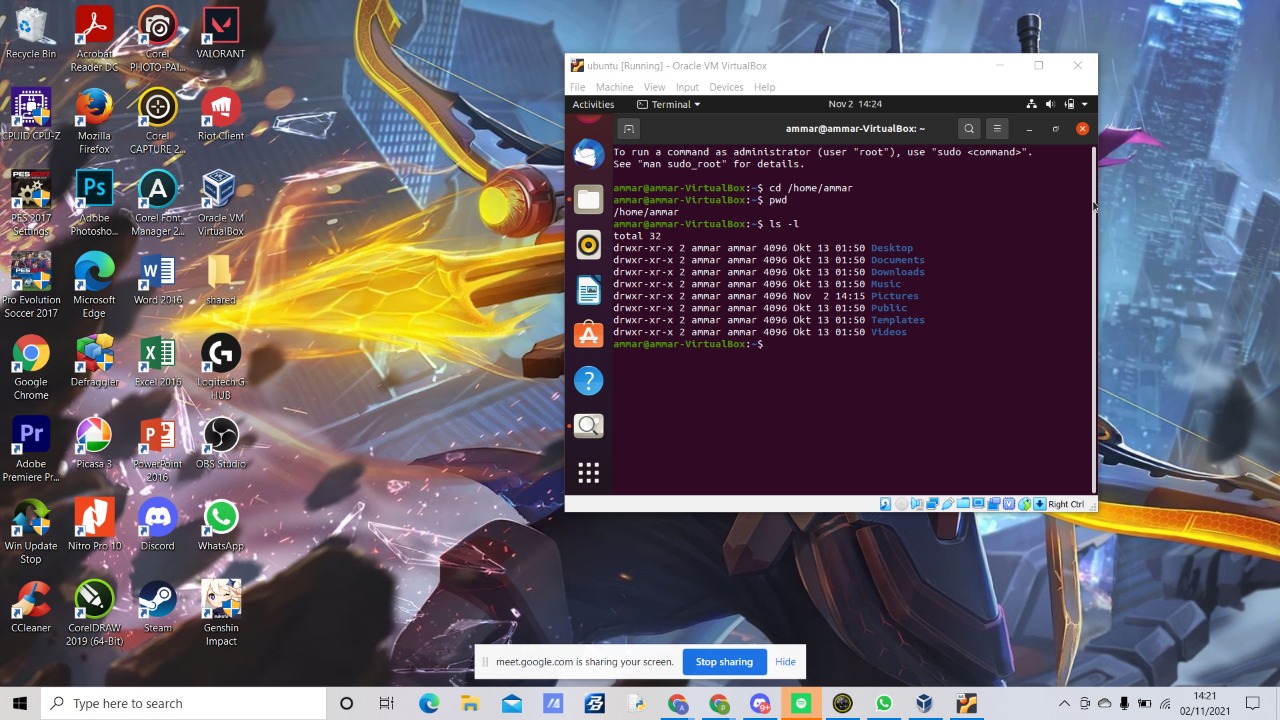 Recycle Bin
Acrobat
Reader DC
Corel
PHOTO-PAI...
VALORANT
CPUID CPU-Z
Mozilla
Firefox
Corel
CAPTURE 2...
Riot Client
PES 2017
Settings
Adobe
Photosho...
Corel Font
Manager 2...
Oracle VM
VirtualBox
Pro Evolution
Soccer 2017
Microsoft
Edge
Word 2016
shared
Google
Chrome
Defraggler
Excel 2016
Logitech G
HUB
Adobe
Premiere Pr...
Picasa 3
PowerPoint
2016
OBS Studio
Win Update
Stop
Nitro Pro 10
Discord
WhatsApp
CCleaner
CorelDRAW
2019 (64-Bit)
Steam
Genshin
Impact
ubuntu [Running] - Oracle VM VirtualBox
File Machine View Input Devices Help
Activities Terminal Nov 2 14:24
ammar@ammar-VirtualBox: ~
To run a command as administrator (user "root"), use "sudo <command>".
See "man sudo_root" for details.
ammar@ammar-VirtualBox:~$ cd /home/ammar
ammar@ammar-VirtualBox:~$ pwd
/home/ammar
ammar@ammar-VirtualBox:~$ ls -l
total 32
drwxr-xr-x 2 ammar ammar 4096 Okt 13 01:50 Desktop
drwxr-xr-x 2 ammar ammar 4096 Okt 13 01:50 Documents
drwxr-xr-x 2 ammar ammar 4096 Okt 13 01:50 Downloads
drwxr-xr-x 2 ammar ammar 4096 Okt 13 01:50 Music
drwxr-xr-x 2 ammar ammar 4096 Nov  2 14:15 Pictures
drwxr-xr-x 2 ammar ammar 4096 Okt 13 01:50 Public
drwxr-xr-x 2 ammar ammar 4096 Okt 13 01:50 Templates
drwxr-xr-x 2 ammar ammar 4096 Okt 13 01:50 Videos
ammar@ammar-VirtualBox:~$
Right Ctrl
meet.google.com is sharing your screen. Stop sharing Hide
Type here to search
14:21
02/11/2021